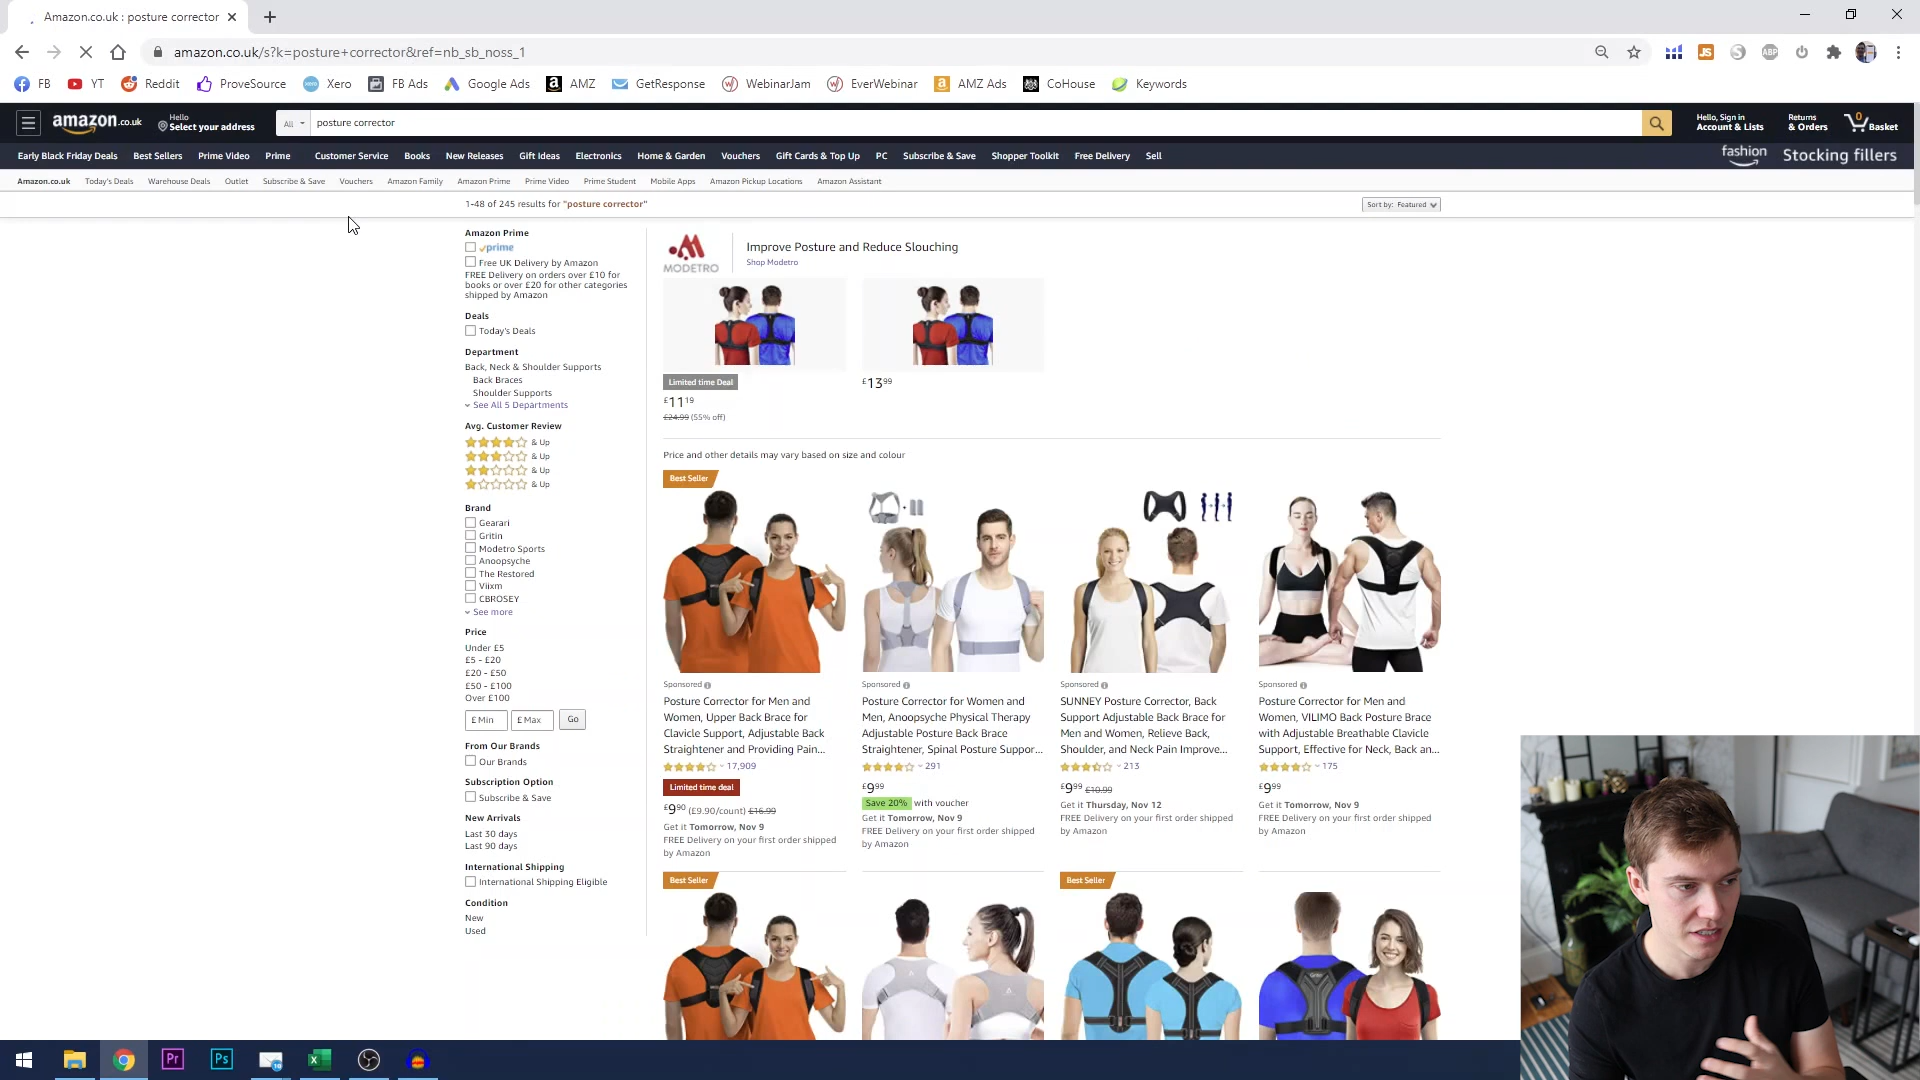 Amazon.co.uk : posture corrector
amazon.co.uk/s?k=posture+corrector&ref=nb_sb_noss_1
JS
ABP
FB
YT
Reddit
ProveSource
Xero
FB Ads
Google Ads
AMZ
GetResponse
WebinarJam
EverWebinar
AMZ Ads
CoHouse
Keywords
amazon.co.uk
Hello
Select your address
All
posture corrector
Hello, Sign in
Account & Lists
Returns
& Orders
0
Basket
Early Black Friday Deals
Best Sellers
Prime Video
Prime
Customer Service
Books
New Releases
Gift Ideas
Electronics
Home & Garden
Vouchers
Gift Cards & Top Up
PC
Subscribe & Save
Shopper Toolkit
Free Delivery
Sell
fashion
Stocking fillers
Amazon.co.uk
Today's Deals
Warehouse Deals
Outlet
Subscribe & Save
Vouchers
Amazon Family
Amazon Prime
Prime Video
Prime Student
Mobile Apps
Amazon Pickup Locations
Amazon Assistant
1-48 of 245 results for "posture corrector"
Sort by: Featured
Amazon Prime
prime
Free UK Delivery by Amazon
FREE Delivery on orders over £10 for
books or over £20 for other categories
shipped by Amazon
Deals
Today's Deals
Department
Back, Neck & Shoulder Supports
Back Braces
Shoulder Supports
See All 5 Departments
Avg. Customer Review
& Up
& Up
& Up
& Up
Brand
Gearari
Gritin
Modetro Sports
Anoopsyche
The Restored
Viixm
CBROSEY
See more
Price
Under £5
£5 - £20
£20 - £50
£50 - £100
Over £100
£ Min
£ Max
Go
From Our Brands
Our Brands
Subscription Option
Subscribe & Save
New Arrivals
Last 30 days
Last 90 days
International Shipping
International Shipping Eligible
Condition
New
Used
MODETRO
Improve Posture and Reduce Slouching
Shop Modetro
Limited time Deal
£11 19
£24.99 (55% off)
£13 99
Price and other details may vary based on size and colour
Best Seller
Sponsored
Posture Corrector for Men and
Women, Upper Back Brace for
Clavicle Support, Adjustable Back
Straightener and Providing Pain...
17,909
Limited time deal
£9 90 (£9.90/count) £16.99
Get it Tomorrow, Nov 9
FREE Delivery on your first order shipped
by Amazon
Sponsored
Posture Corrector for Women and
Men, Anoopsyche Physical Therapy
Adjustable Posture Back Brace
Straightener, Spinal Posture Suppor...
291
£9 99
Save 20% with voucher
Get it Tomorrow, Nov 9
FREE Delivery on your first order shipped
by Amazon
Sponsored
SUNNEY Posture Corrector, Back
Support Adjustable Back Brace for
Men and Women, Relieve Back,
Shoulder, and Neck Pain Improve...
213
£9 99 £10.99
Get it Thursday, Nov 12
FREE Delivery on your first order shipped
by Amazon
Sponsored
Posture Corrector for Men and
Women, VILIMO Back Posture Brace
with Adjustable Breathable Clavicle
Support, Effective for Neck, Back an...
175
£9 99
Get it Tomorrow, Nov 9
FREE Delivery on your first order shipped
by Amazon
Best Seller
Best Seller
Pr
Ps